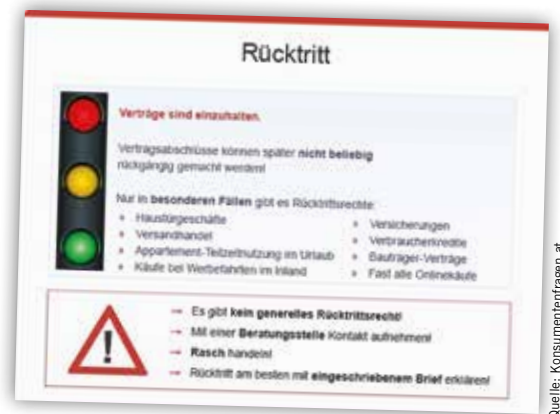 Rücktritt
Verträge sind einzuhalten.
Vertragsabschlüsse können später nicht beliebig
rückgängig gemacht werden!
Nur in besonderen Fällen gibt es Rücktrittsrechte:
Haustürgeschäfte
Versandhandel
Appartement-Teilzeitnutzung im Urlaub
Käufe bei Werbefahrten im Inland
Versicherungen
Verbraucherkredite
Bauträger-Verträge
Fast alle Onlinekäufe
→ Es gibt kein generelles Rücktrittsrecht!
→ Mit einer Beratungsstelle Kontakt aufnehmen!
→ Rasch handeln!
→ Rücktritt am besten mit eingeschriebenem Brief erklären!
Quelle: Konsumentenfragen.at